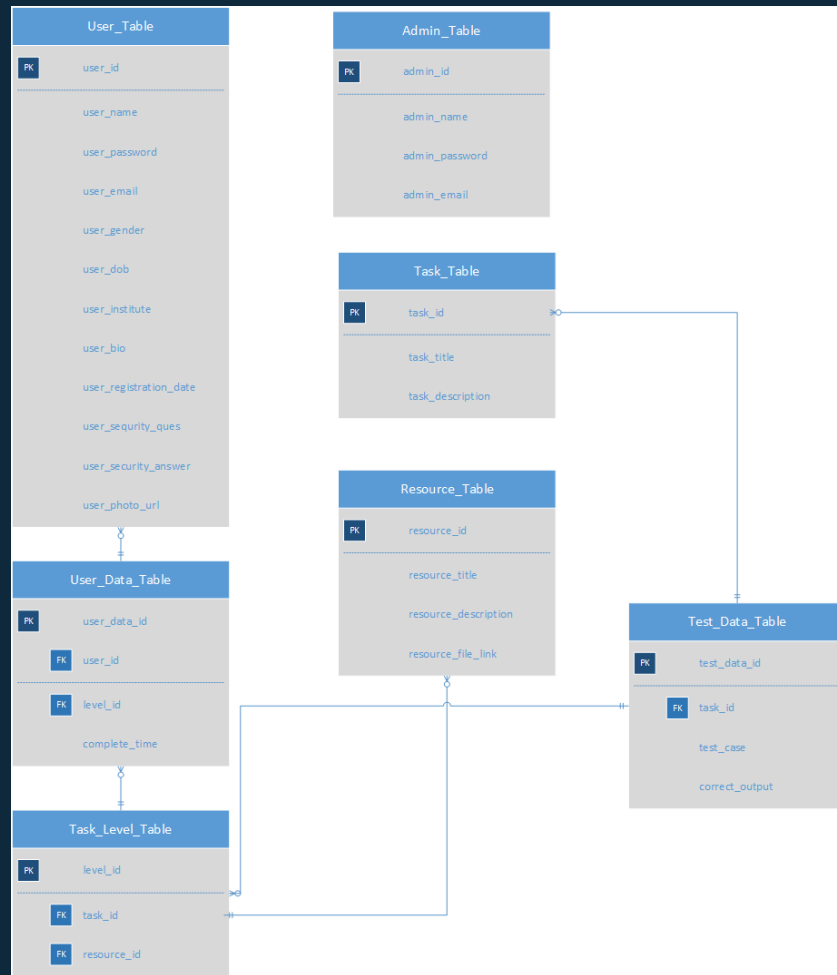 User_Table
PK user_id
user_name
user_password
user_email
user_gender
user_dob
user_institute
user_bio
user_registration_date
user_sequrity_ques
user_security_answer
user_photo_url
Admin_Table
PK admin_id
admin_name
admin_password
admin_email
Task_Table
PK task_id
task_title
task_description
Resource_Table
PK resource_id
resource_title
resource_description
resource_file_link
User_Data_Table
PK user_data_id
FK user_id
FK level_id
complete_time
Test_Data_Table
PK test_data_id
FK task_id
test_case
correct_output
Task_Level_Table
PK level_id
FK task_id
FK resource_id